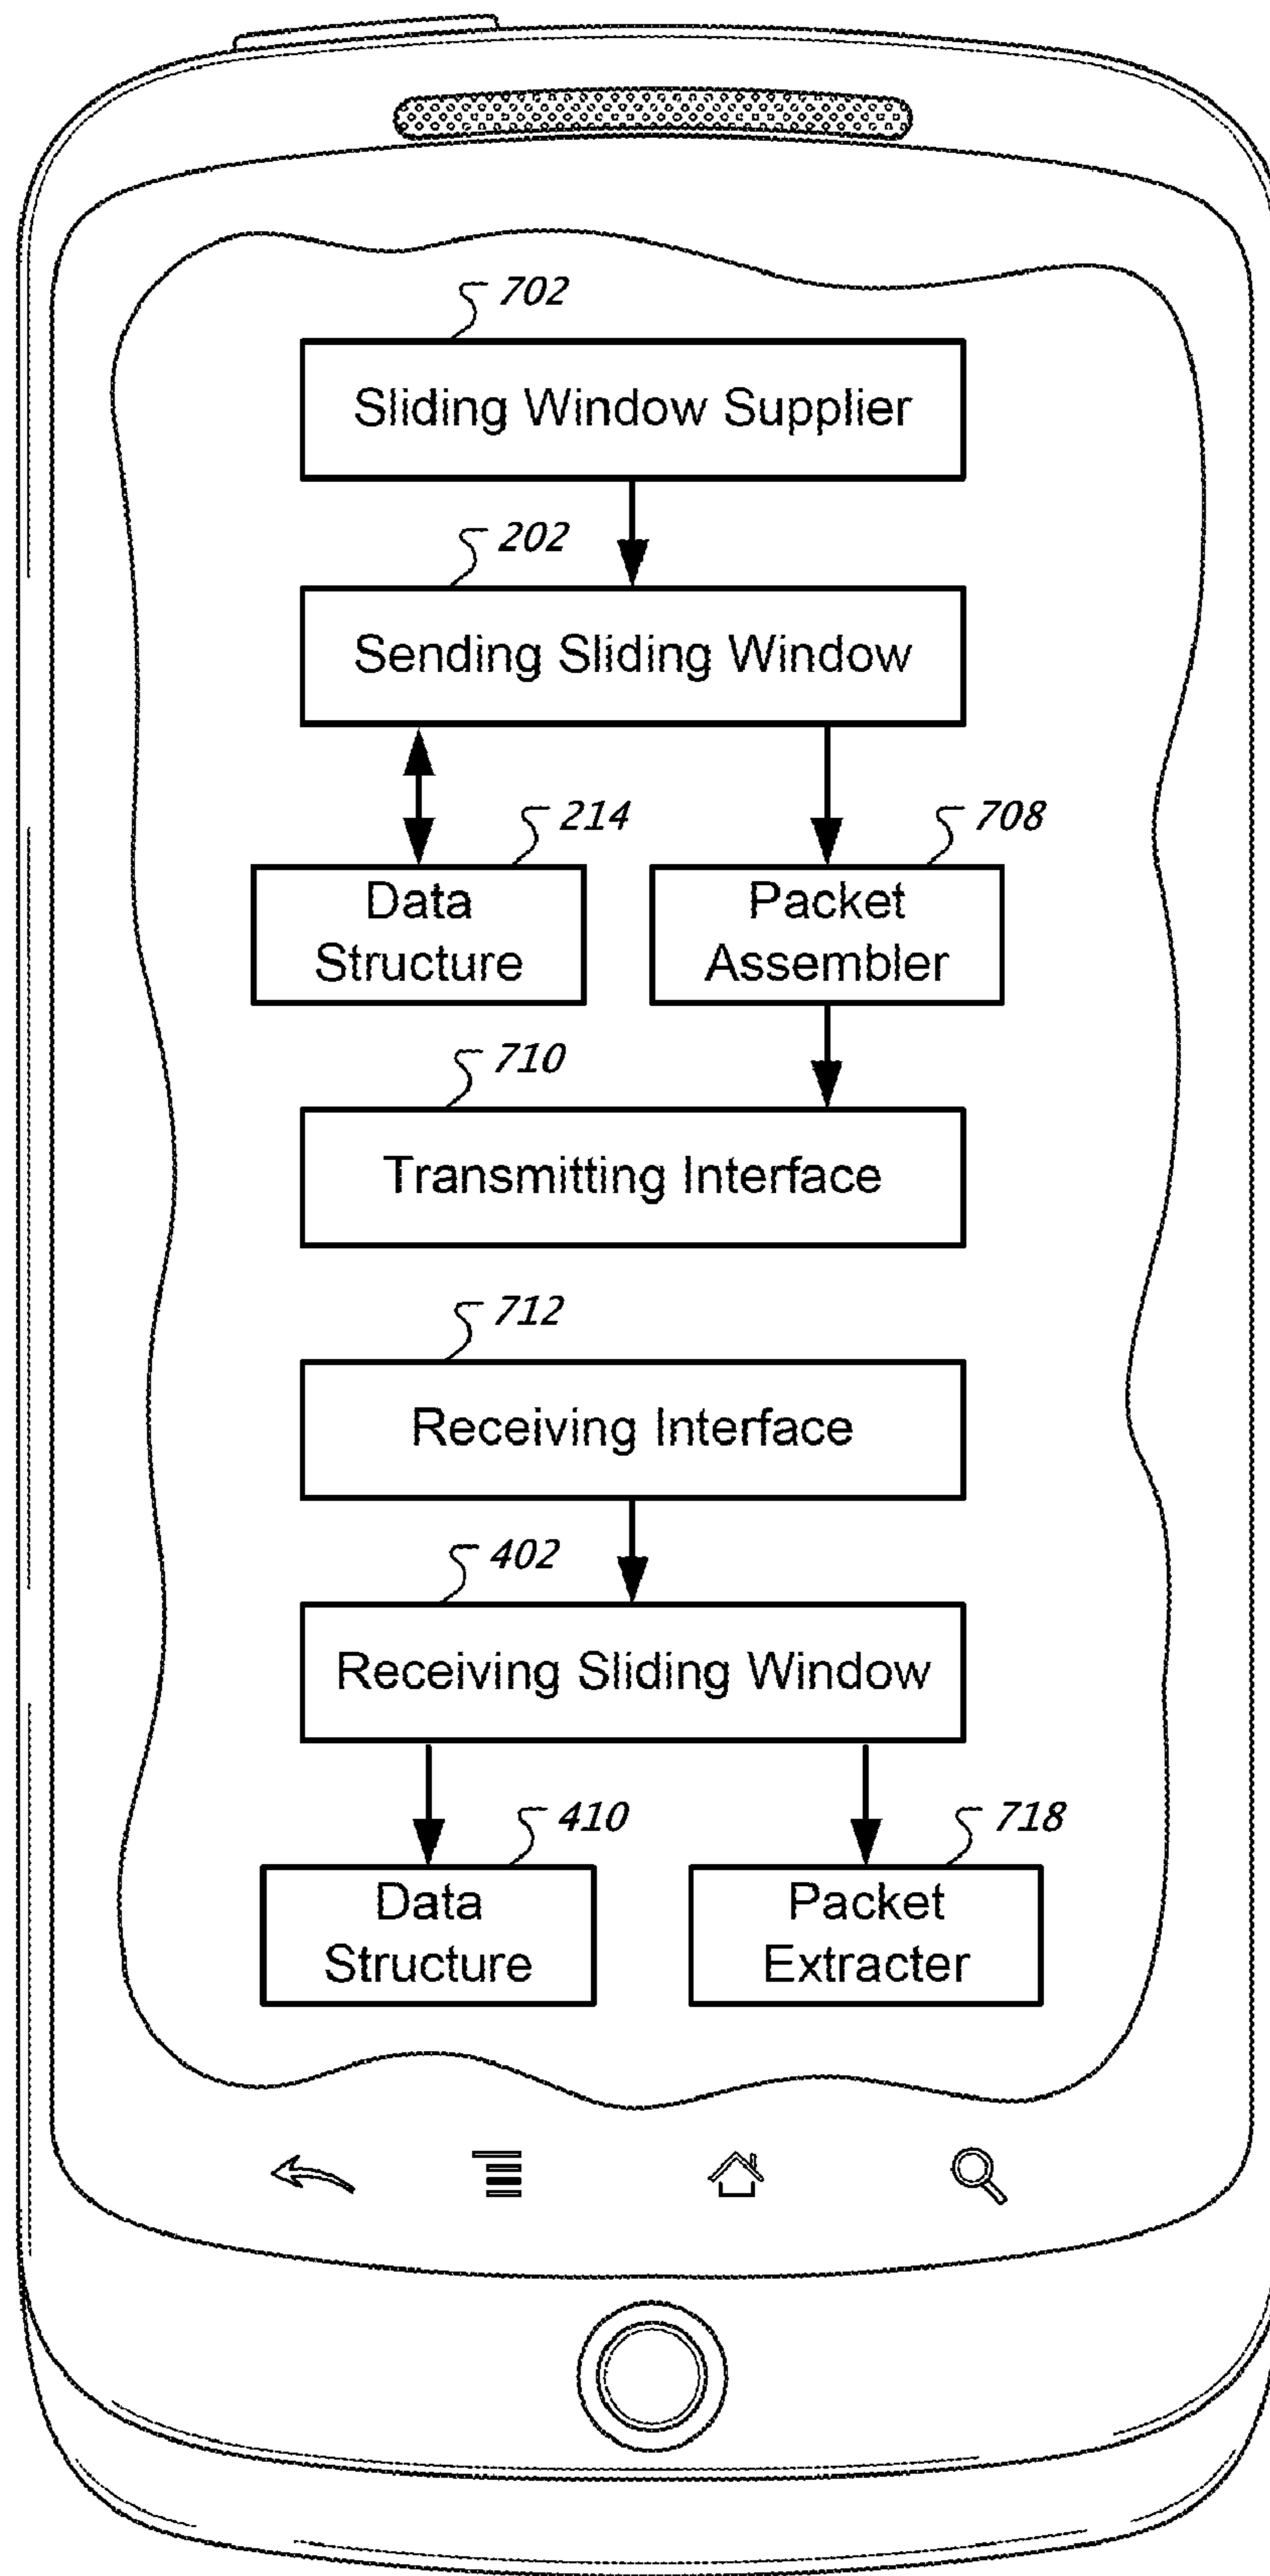 702
Sliding Window Supplier
202
Sending Sliding Window
214
708
Data
Structure
Packet
Assembler
710
Transmitting Interface
712
Receiving Interface
402
Receiving Sliding Window
410
718
Data
Structure
Packet
Extracter